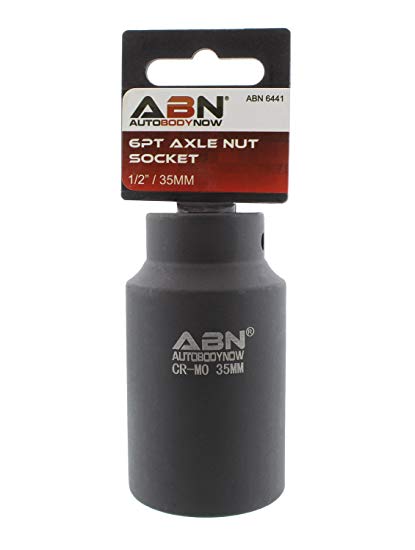 ABN 6441
ABN®
AUTOBODYNOW
6PT AXLE NUT
SOCKET
1/2" / 35MM
ABN®
AUTOBODYNOW
CR-MO 35MM